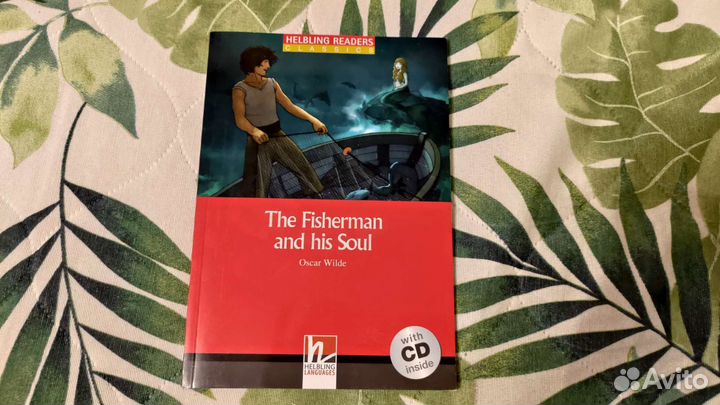 HELBLING READERS
CLASSICS
The Fisherman
and his Soul
Oscar Wilde
with
CD
inside
HELBLING
LANGUAGES
Avito